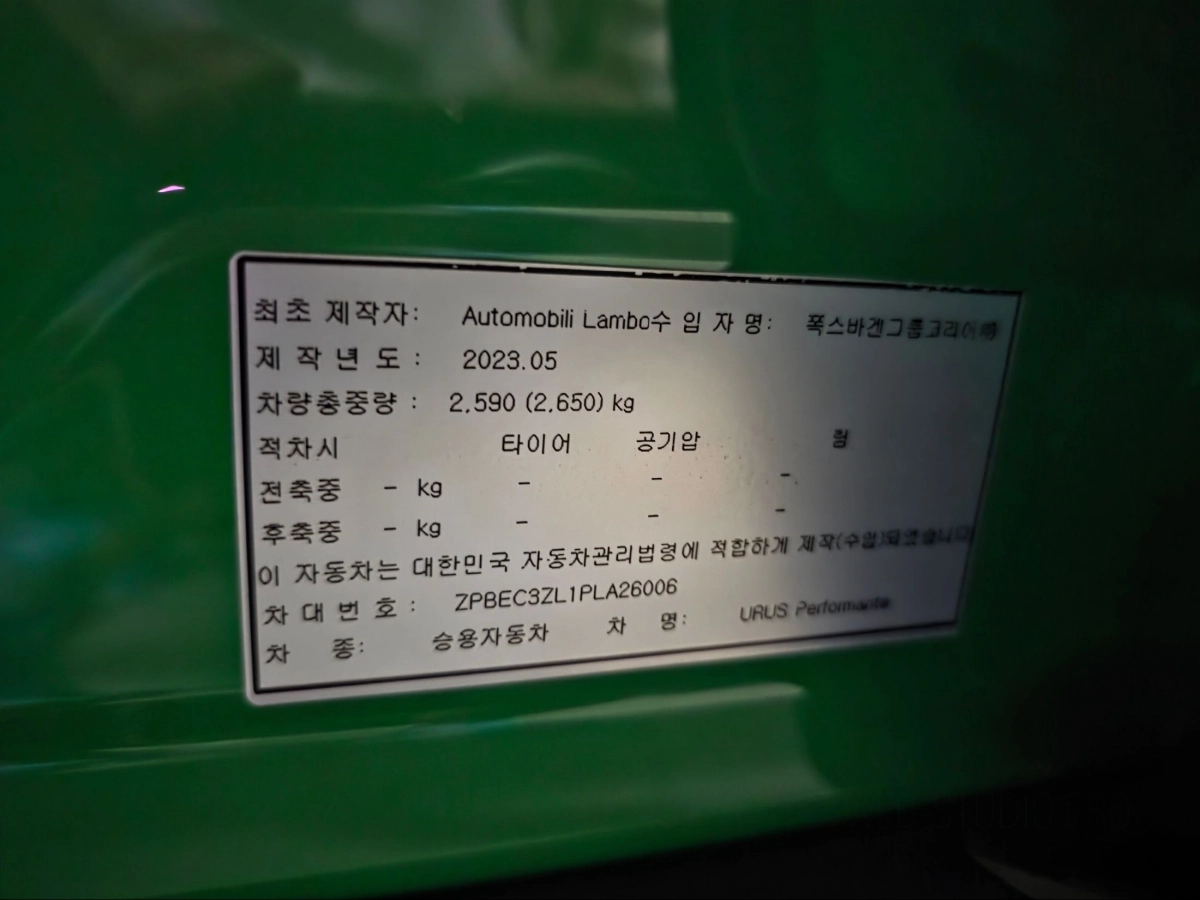 최초 제작자: Automobili Lambo수 입 자 명: 폭스바겐그룹코리아㈜
제 작 년 도 : 2023.05
차량총중량 : 2,590 (2,650) kg
적차시 타이어 공기압 림
전축중 - kg - - -
후축중 - kg - - -
이 자동차는 대한민국 자동차관리법령에 적합하게 제작(수입)되었습니다
차 대 번 호 : ZPBEC3ZL1PLA26006
차 종: 승용자동차 차 명: URUS Performante